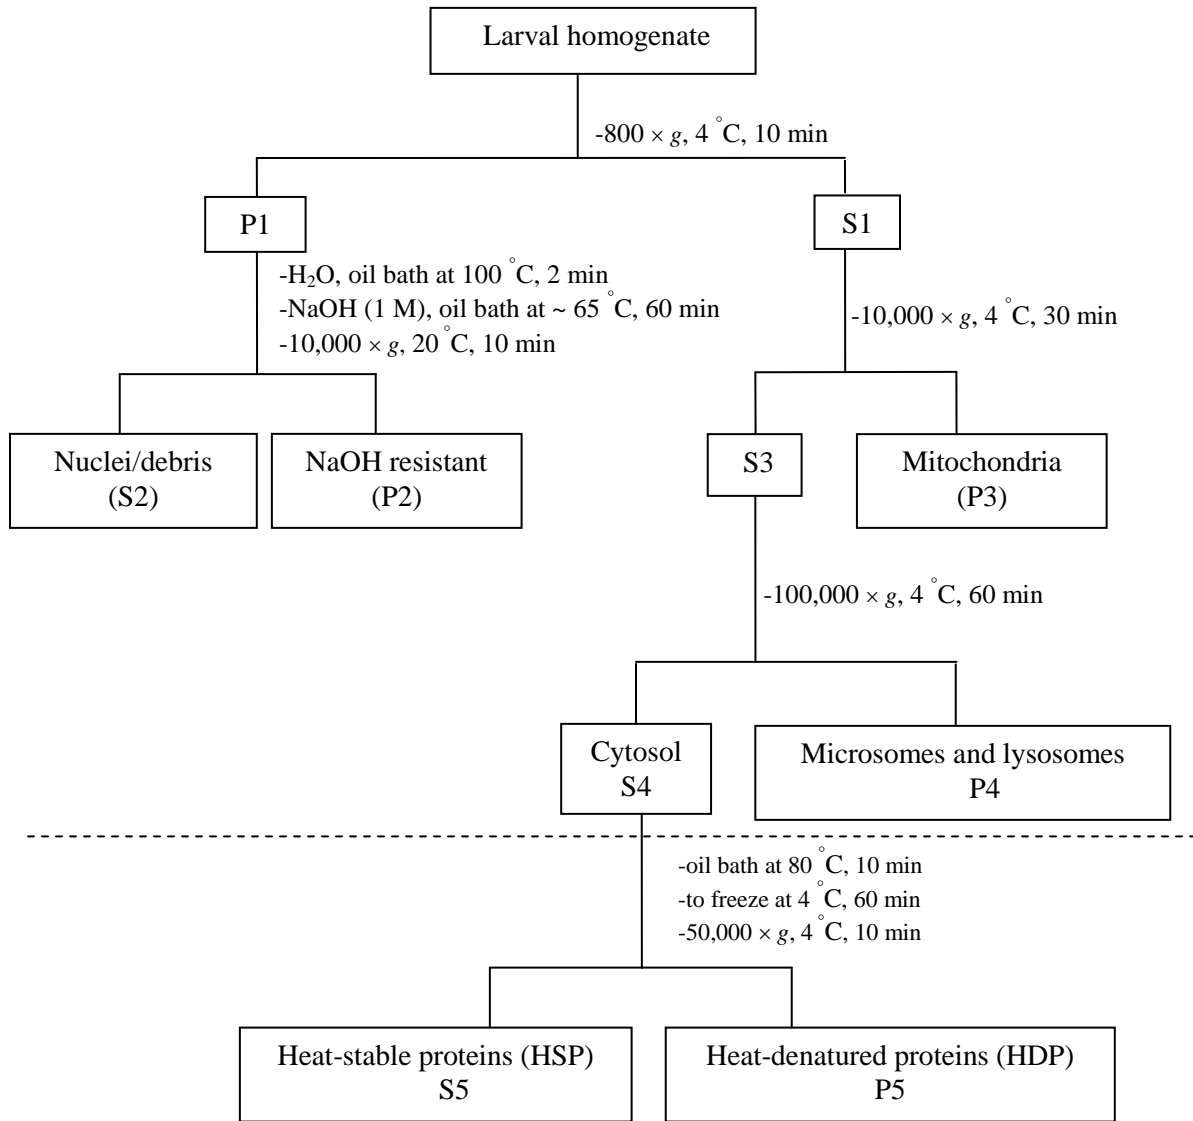 Larval homogenate
-800 × g, 4 °C, 10 min
P1
S1
-H₂O, oil bath at 100 °C, 2 min
-NaOH (1 M), oil bath at ~ 65 °C, 60 min
-10,000 × g, 20 °C, 10 min
-10,000 × g, 4 °C, 30 min
Nuclei/debris
(S2)
NaOH resistant
(P2)
S3
Mitochondria
(P3)
-100,000 × g, 4 °C, 60 min
Cytosol
S4
Microsomes and lysosomes
P4
-oil bath at 80 °C, 10 min
-to freeze at 4 °C, 60 min
-50,000 × g, 4 °C, 10 min
Heat-stable proteins (HSP)
S5
Heat-denatured proteins (HDP)
P5